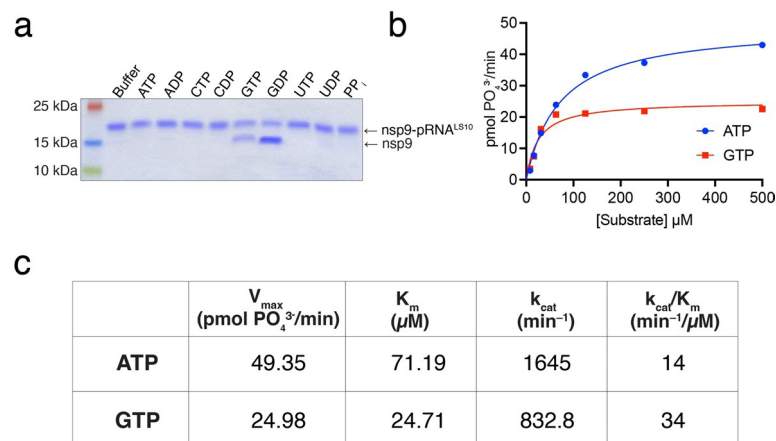 a
Buffer ATP ADP CTP CDP GTP GDP UTP UDP PPi
25 kDa
15 kDa
10 kDa
← nsp9-pRNA^LS10
← nsp9
b
pmol PO₄³⁻/min
50
40
30
20
10
0
0 100 200 300 400 500
[Substrate] µM
ATP
GTP
c
Vmax (pmol PO₄³⁻/min) Km (µM) kcat (min⁻¹) kcat/Km (min⁻¹/µM)
ATP 49.35 71.19 1645 14
GTP 24.98 24.71 832.8 34